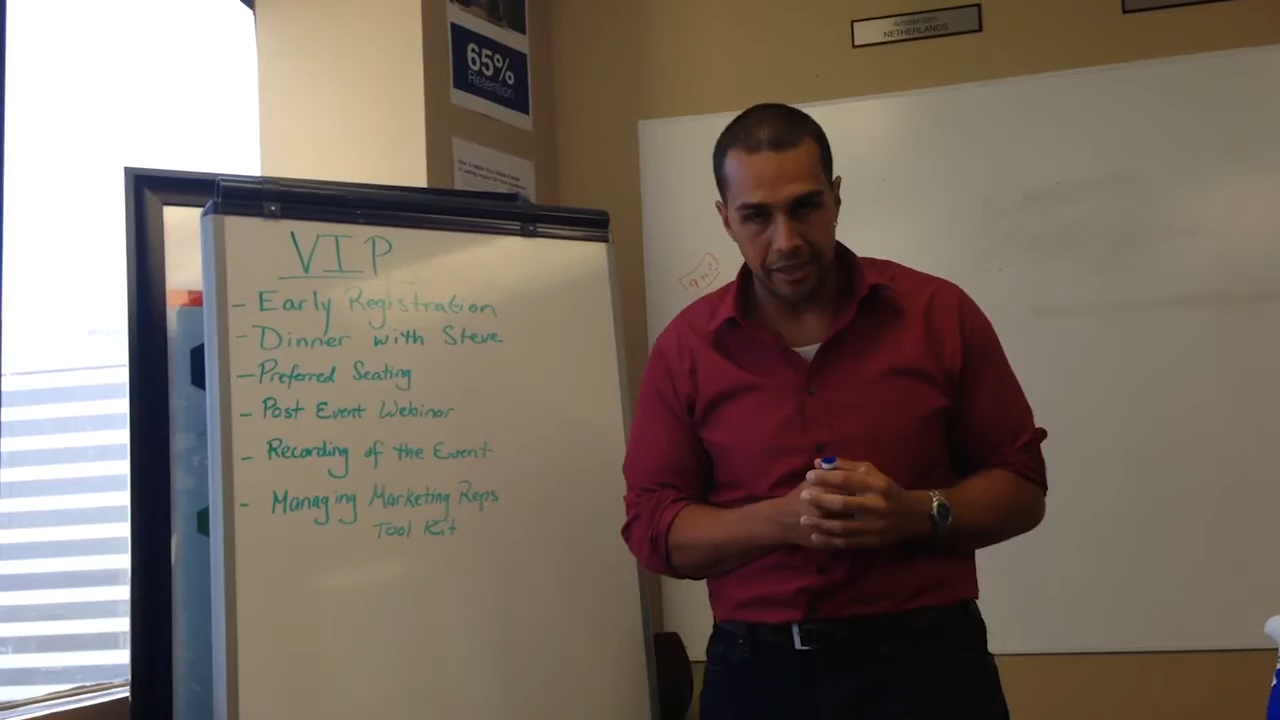 65%
Retention
Amsterdam-
NETHERLANDS
VIP
- Early Registration
- Dinner with Steve
- Preferred Seating
- Post Event Webinar
- Recording of the Event
- Managing Marketing Reps
Tool Kit